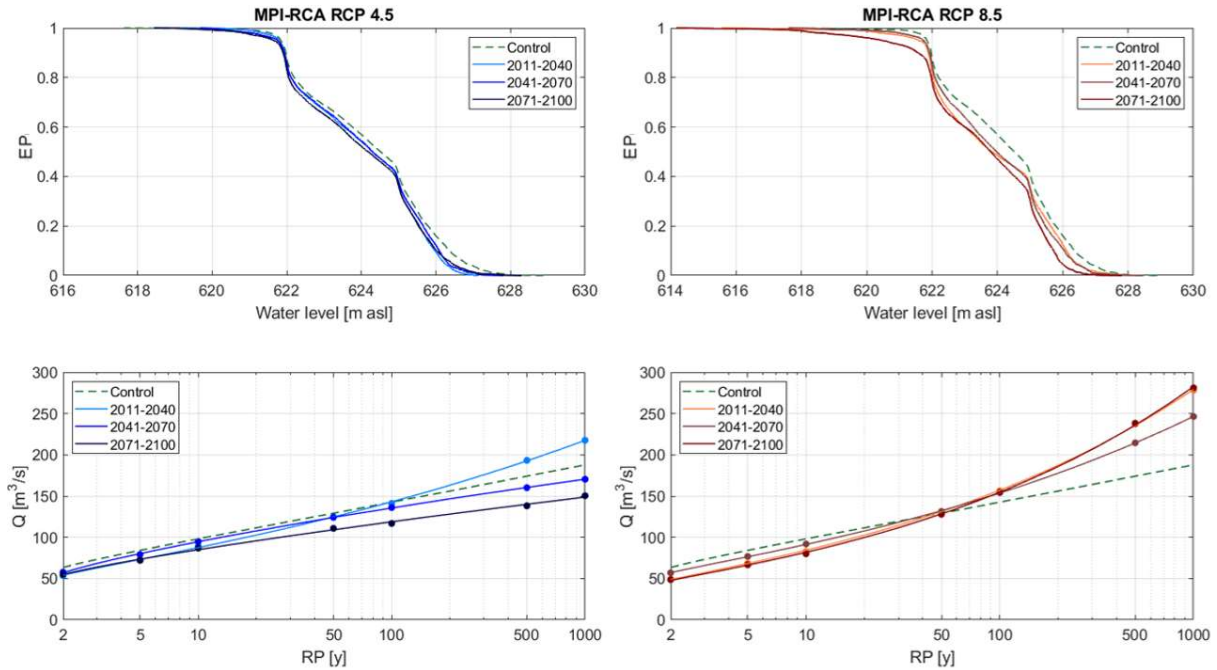 MPI-RCA RCP 4.5
1
0.8
0.6
0.4
0.2
0
EP
Control
2011-2040
2041-2070
2071-2100
616 618 620 622 624 626 628 630
Water level [m asl]
MPI-RCA RCP 8.5
1
0.8
0.6
0.4
0.2
0
EP
Control
2011-2040
2041-2070
2071-2100
614 616 618 620 622 624 626 628 630
Water level [m asl]
300
250
200
150
100
50
0
Q [m³/s]
Control
2011-2040
2041-2070
2071-2100
2 5 10 50 100 500 1000
RP [y]
300
250
200
150
100
50
0
Q [m³/s]
Control
2011-2040
2041-2070
2071-2100
2 5 10 50 100 500 1000
RP [y]